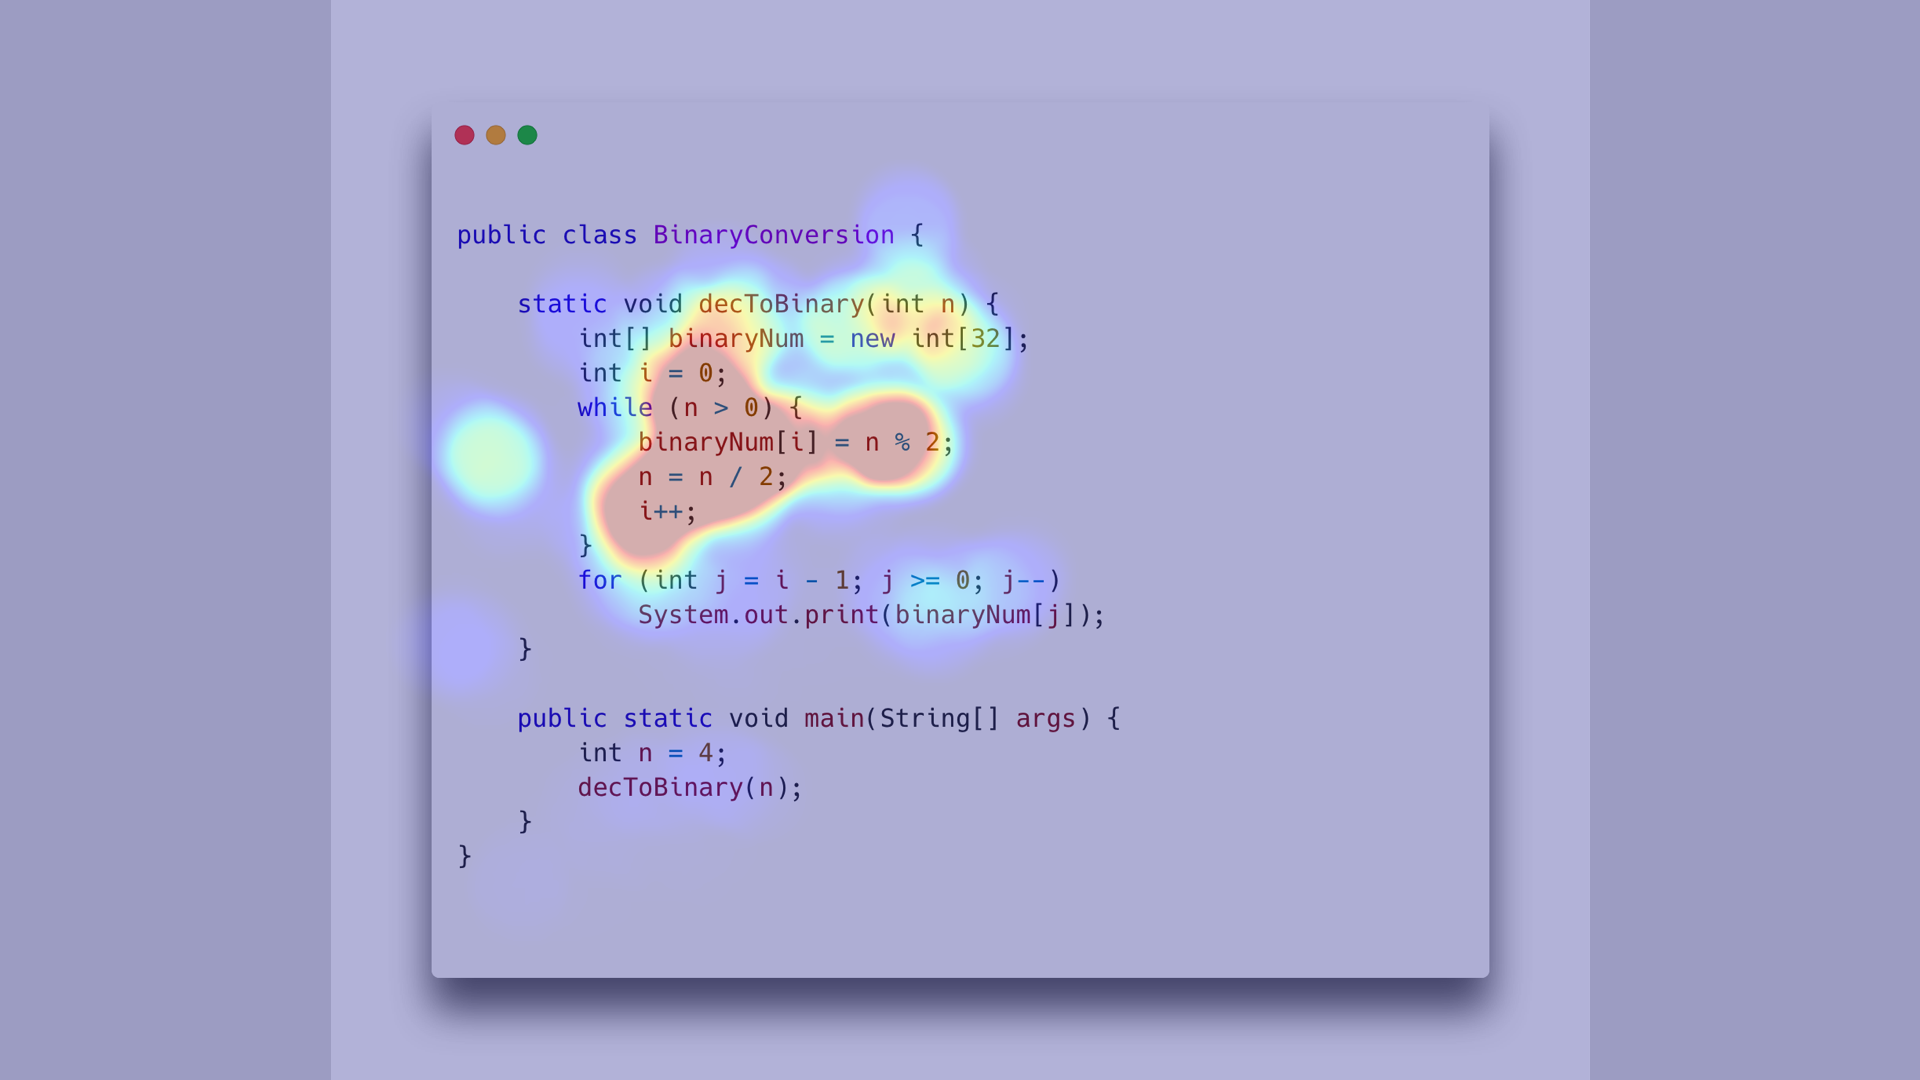 public class BinaryConversion {
static void decToBinary(int n) {
int[] binaryNum = new int[32];
int i = 0;
while (n > 0) {
binaryNum[i] = n % 2;
n = n / 2;
i++;
}
for (int j = i - 1; j >= 0; j--)
System.out.print(binaryNum[j]);
}
public static void main(String[] args) {
int n = 4;
decToBinary(n);
}
}